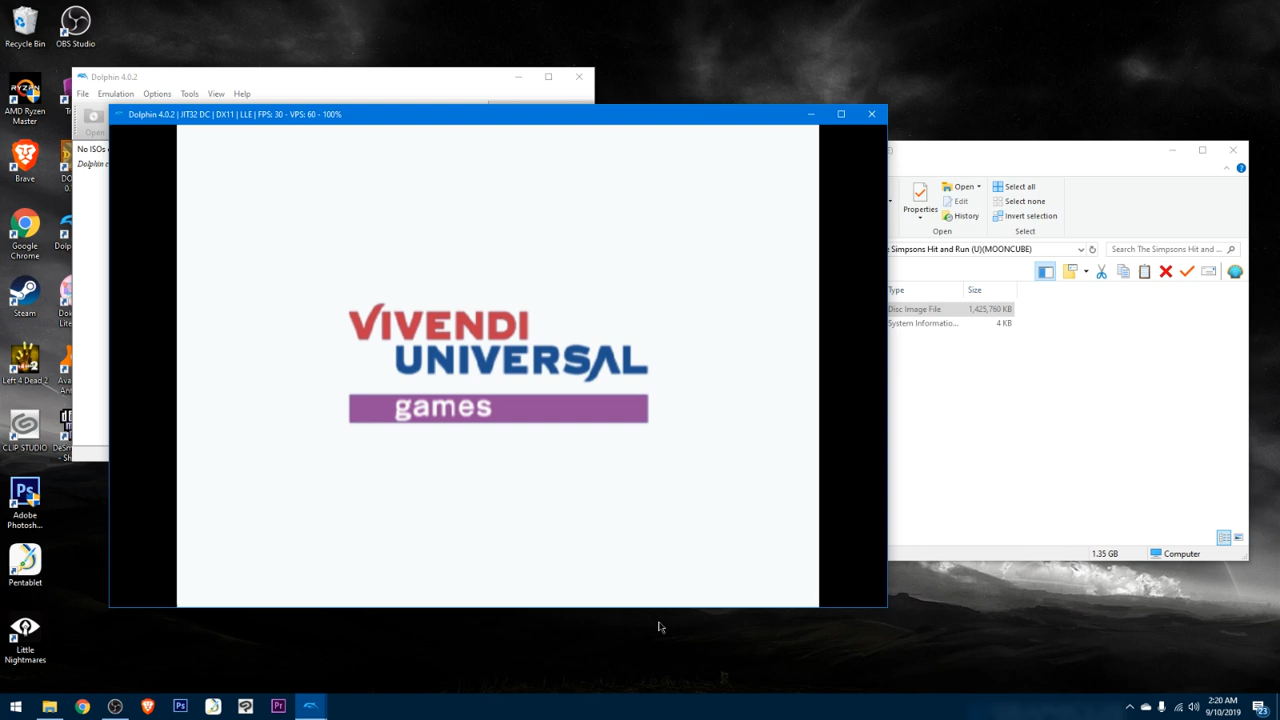 Recycle Bin
OBS Studio
AMD Ryzen
Master
Brave
Google
Chrome
Steam
Left 4 Dead 2
CLIP STUDIO
Adobe
Photosh...
Pentablet
Little
Nightmares
Dolphin 4.0.2
File Emulation Options Tools View Help
Open
Dolphin 4.0.2 | JIT32 DC | DX11 | LLE | FPS: 30 - VPS: 60 - 100%
VIVENDI
UNIVERSAL
games
Properties
Open
Edit
History
Open
Select all
Select none
Invert selection
Select
Simpsons Hit and Run (U)(MOONCUBE)
Search The Simpsons Hit and ...
Type Size
Disc Image File 1,425,760 KB
System Informatio... 4 KB
1.35 GB Computer
2:20 AM
9/10/2019
23